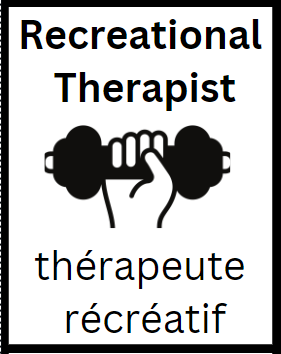 Recreational
Therapist
thérapeute
récréatif